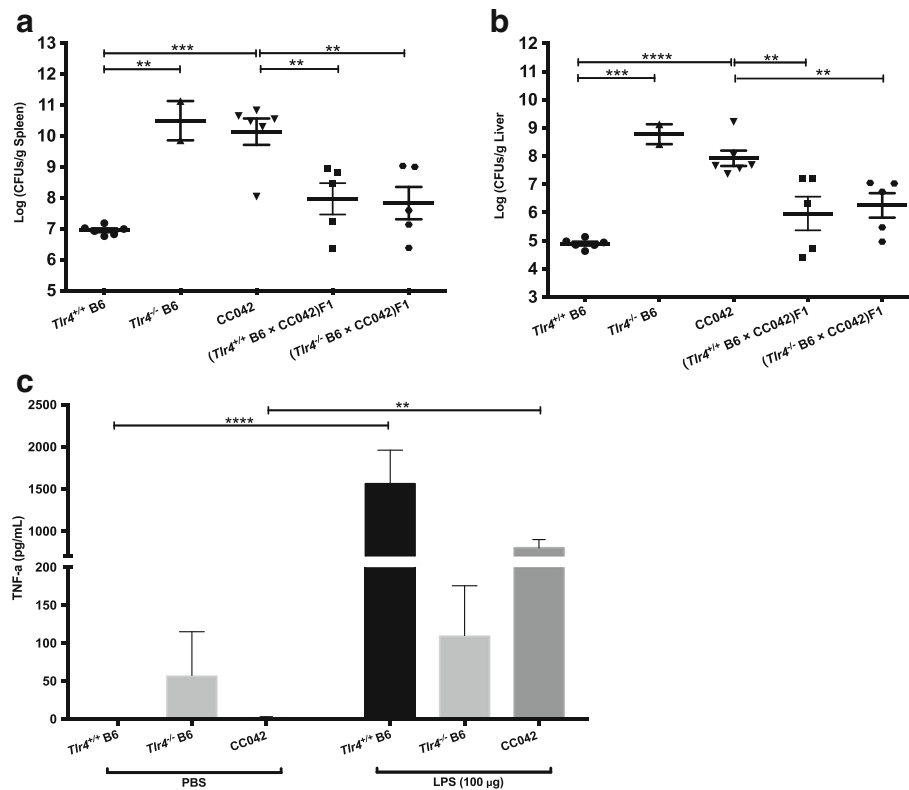 a
13
12
11
10
9
8
7
6
5
Log (CFUs/g Spleen)
***
**
**
**
Tlr4+/+ B6
Tlr4-/- B6
CC042
(Tlr4+/+ B6 × CC042)F1
(Tlr4-/- B6 × CC042)F1
b
12
11
10
9
8
7
6
5
4
3
Log (CFUs/g Liver
****
**
***
**
Tlr4+/+ B6
Tlr4-/- B6
CC042
(Tlr4+/+ B6 × CC042)F1
(Tlr4-/- B6 × CC042)F1
c
2500
2000
1500
1000
200
150
100
50
0
TNF-a (pg/mL)
**
****
Tlr4+/+ B6
Tlr4-/- B6
CC042
Tlr4+/+ B6
Tlr4-/- B6
CC042
PBS
LPS (100 µg)